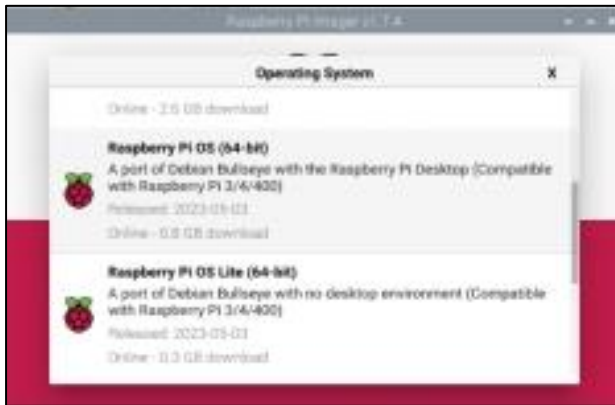 Raspberry Pi Imager v1.7.4
Operating System
X
Online - 2.6 GB download
Raspberry Pi OS (64-bit)
A port of Debian Bullseye with the Raspberry Pi Desktop (Compatible
with Raspberry Pi 3/4/400)
Released: 2023-05-03
Online - 0.8 GB download
Raspberry Pi OS Lite (64-bit)
A port of Debian Bullseye with no desktop environment (Compatible
with Raspberry Pi 3/4/400)
Released: 2023-05-03
Online - 0.3 GB download